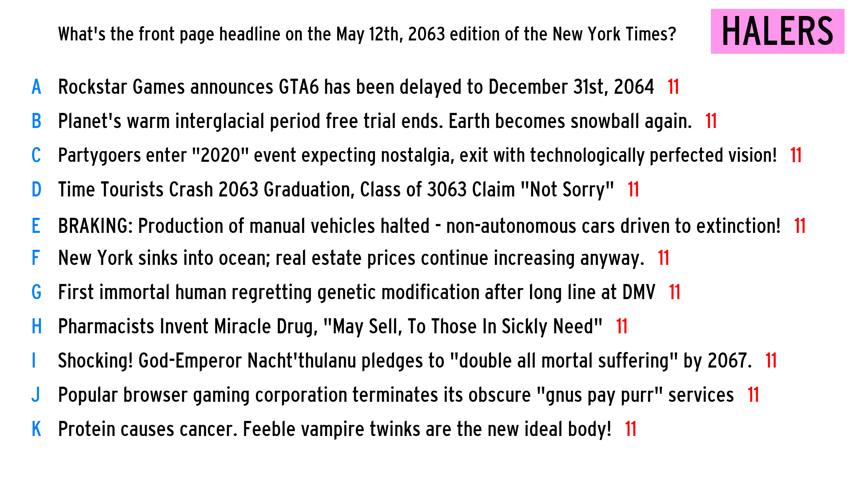 What's the front page headline on the May 12th, 2063 edition of the New York Times?
HALERS
A Rockstar Games announces GTA6 has been delayed to December 31st, 2064 11
B Planet's warm interglacial period free trial ends. Earth becomes snowball again. 11
C Partygoers enter "2020" event expecting nostalgia, exit with technologically perfected vision! 11
D Time Tourists Crash 2063 Graduation, Class of 3063 Claim "Not Sorry" 11
E BRAKING: Production of manual vehicles halted - non-autonomous cars driven to extinction! 11
F New York sinks into ocean; real estate prices continue increasing anyway. 11
G First immortal human regretting genetic modification after long line at DMV 11
H Pharmacists Invent Miracle Drug, "May Sell, To Those In Sickly Need" 11
I Shocking! God-Emperor Nacht'thulanu pledges to "double all mortal suffering" by 2067. 11
J Popular browser gaming corporation terminates its obscure "gnus pay purr" services 11
K Protein causes cancer. Feeble vampire twinks are the new ideal body! 11